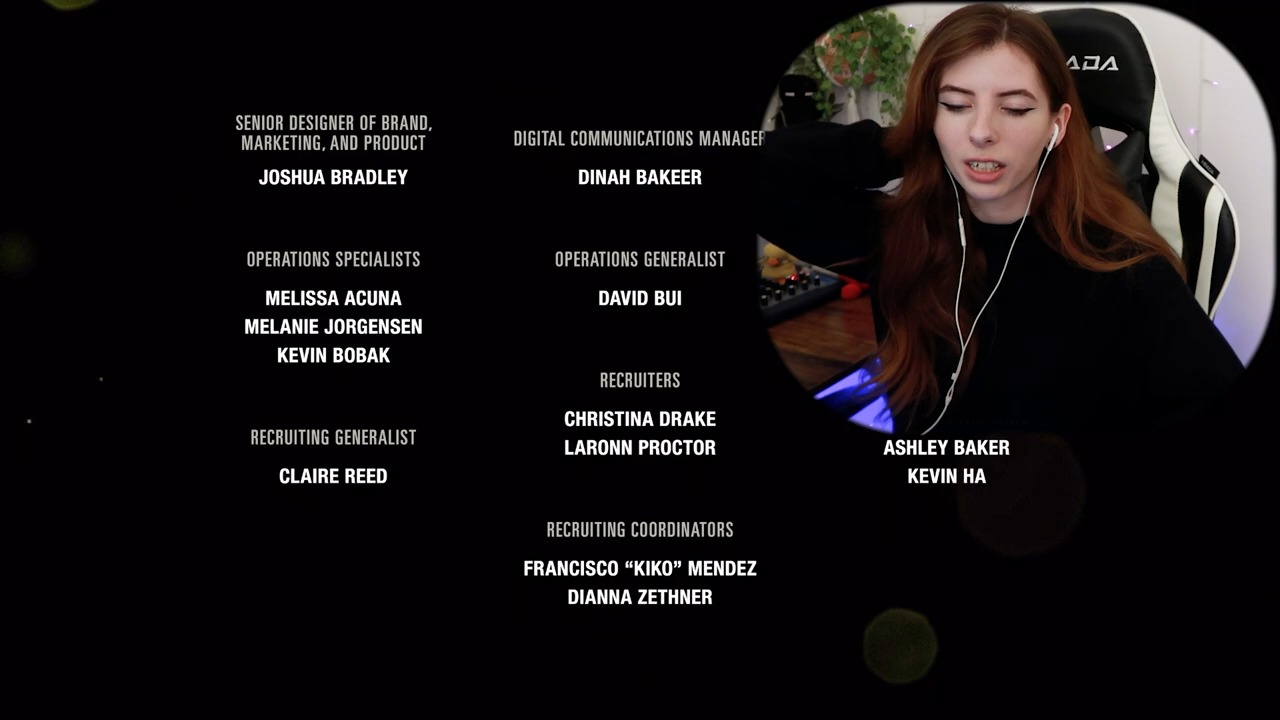 SENIOR DESIGNER OF BRAND,
MARKETING, AND PRODUCT
JOSHUA BRADLEY
DIGITAL COMMUNICATIONS MANAGER
DINAH BAKEER
OPERATIONS SPECIALISTS
MELISSA ACUNA
MELANIE JORGENSEN
KEVIN BOBAK
OPERATIONS GENERALIST
DAVID BUI
RECRUITING GENERALIST
CLAIRE REED
RECRUITERS
CHRISTINA DRAKE
LARONN PROCTOR
ASHLEY BAKER
KEVIN HA
RECRUITING COORDINATORS
FRANCISCO “KIKO” MENDEZ
DIANNA ZETHNER
ADA